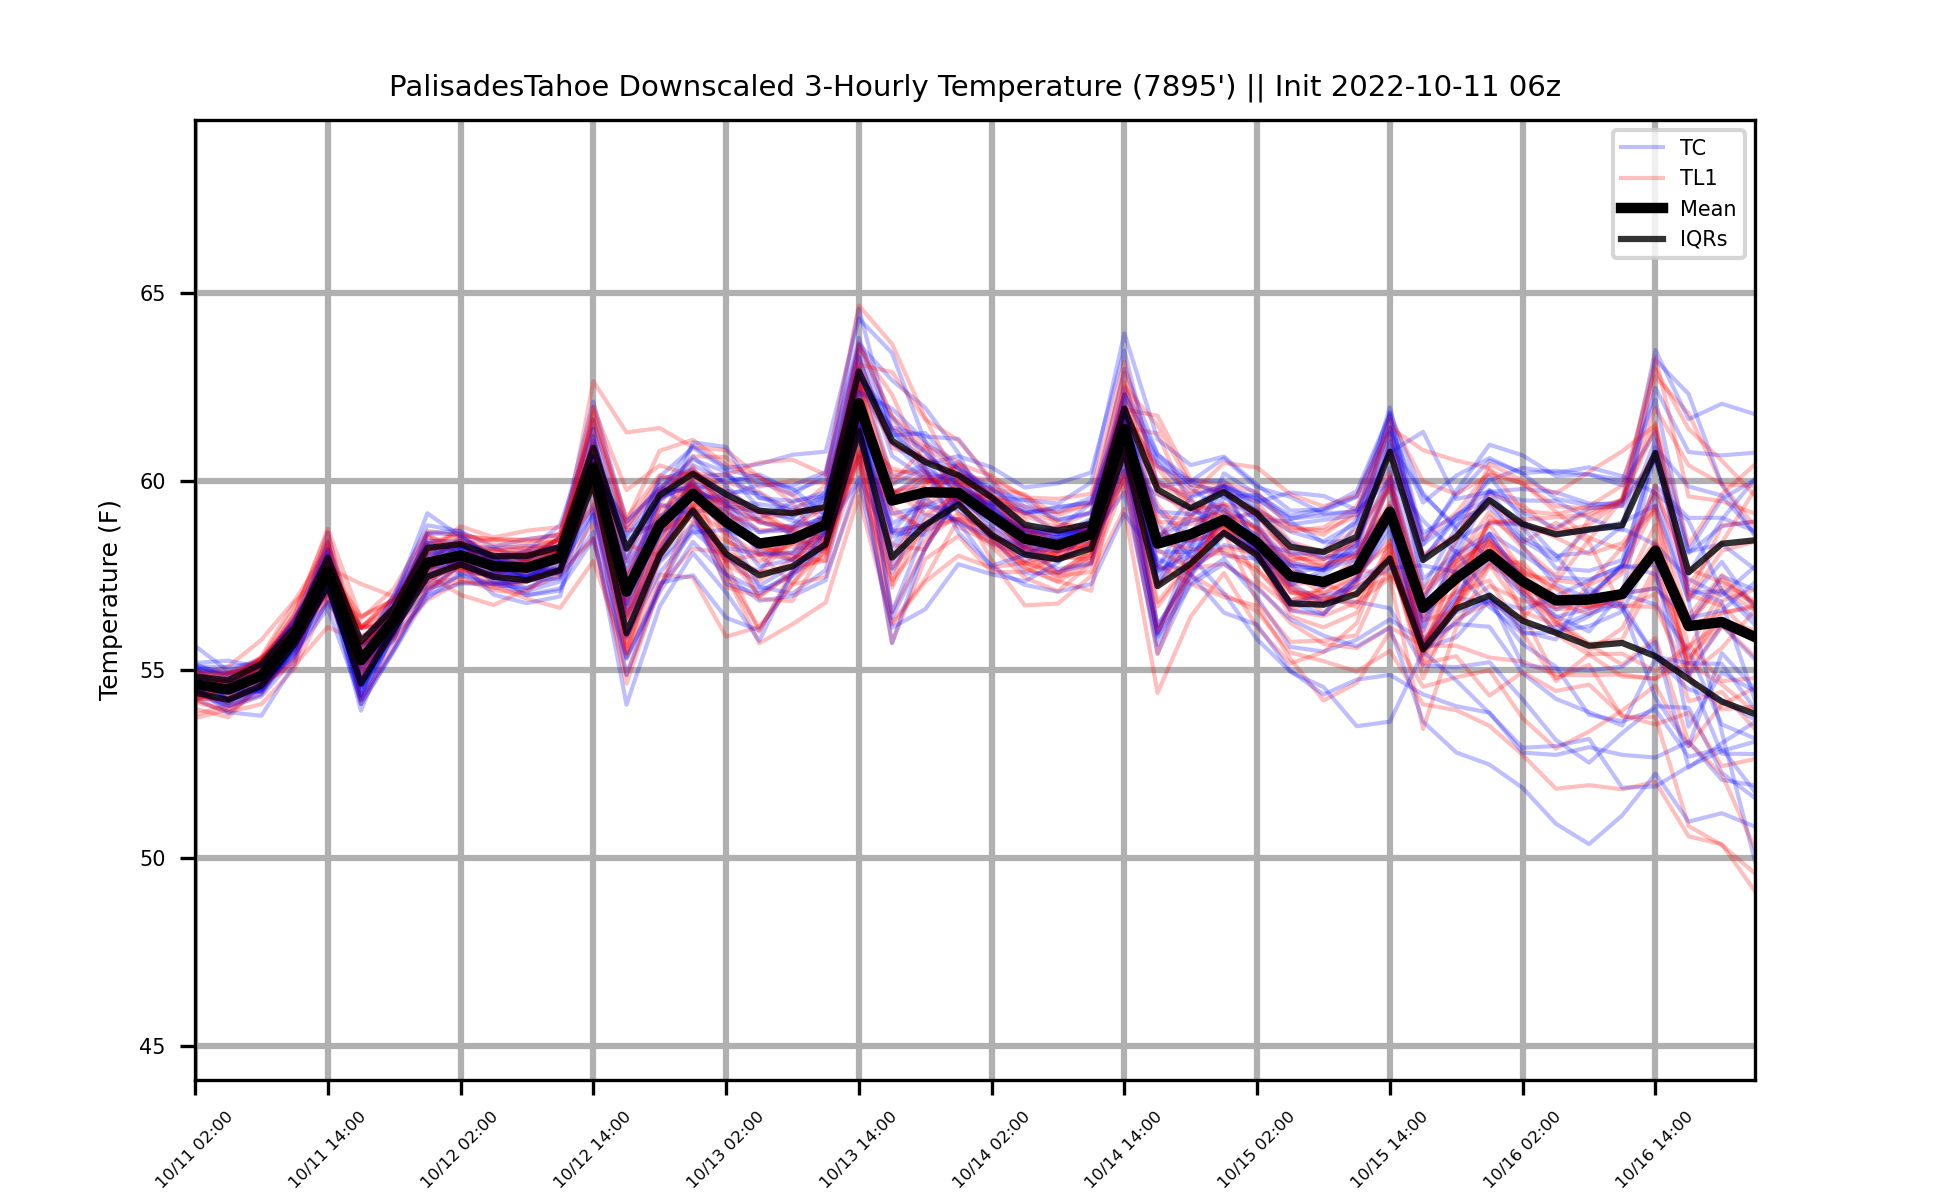 PalisadesTahoe Downscaled 3-Hourly Temperature (7895') || Init 2022-10-11 06z
TC
TL1
Mean
IQRs
Temperature (F)
65
60
55
50
45
10/11 02:00
10/11 14:00
10/12 02:00
10/12 14:00
10/13 02:00
10/13 14:00
10/14 02:00
10/14 14:00
10/15 02:00
10/15 14:00
10/16 02:00
10/16 14:00